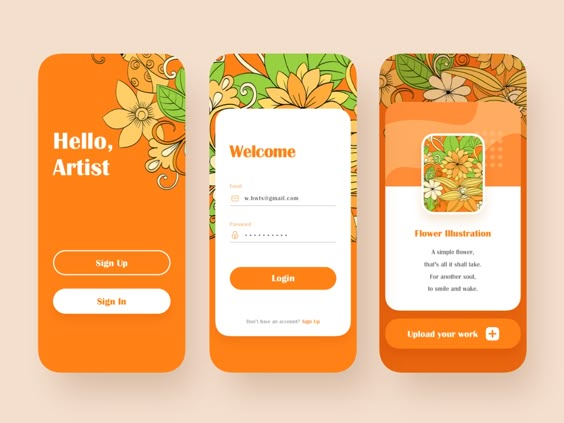 Hello,
Artist
Sign Up
Sign In
Welcome
Email
w.hwls@gmail.com
Password
Login
Don't have an account? Sign Up
Flower Illustration
A simple flower,
that's all it shall take.
For another soul,
to smile and wake.
Upload your work